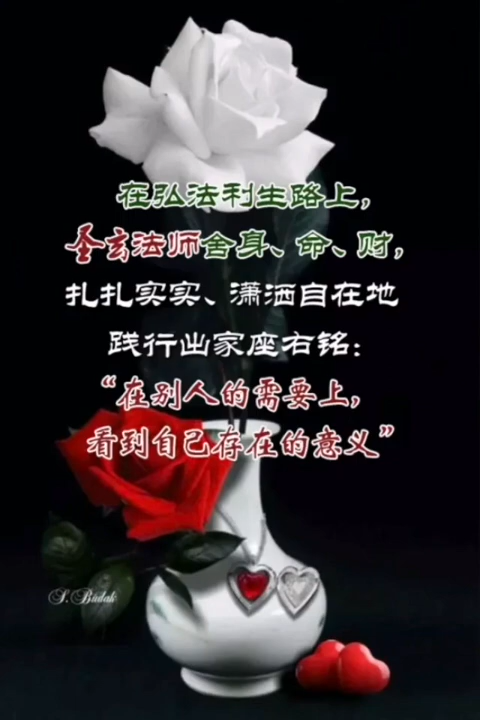 在弘法利生路上，
圣玄法师舍身、命、财，
扎扎实实、潇洒自在地
践行出家座右铭：
“在别人的需要上，
看到自己存在的意义”
S. Budak